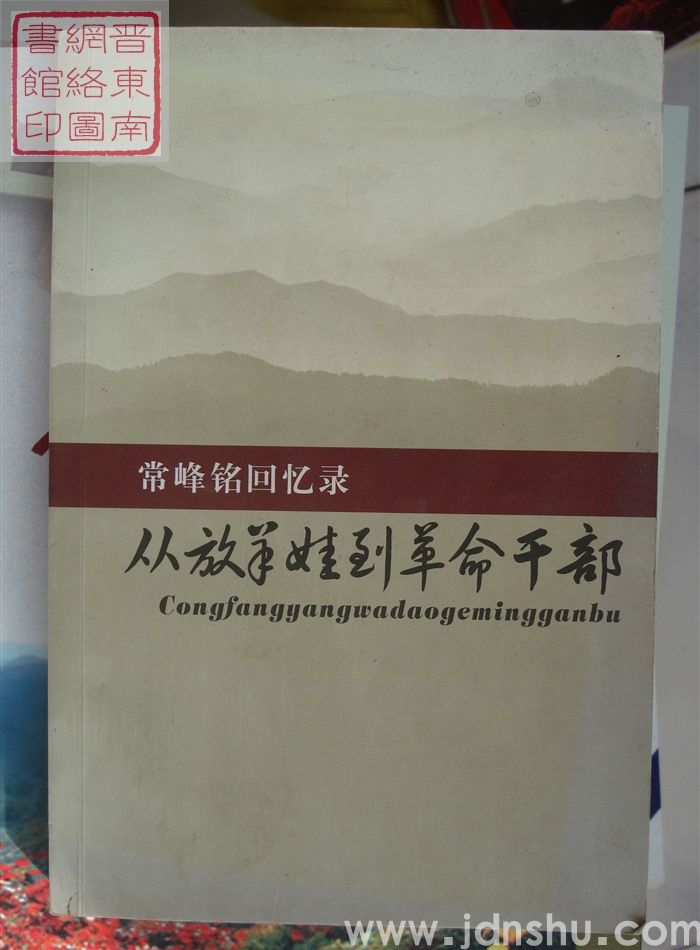 晋東南
網絡圖
書館印
常峰铭回忆录
从放羊娃到革命干部
Congfangyangwadaogemingganbu
www.jdnshu.com